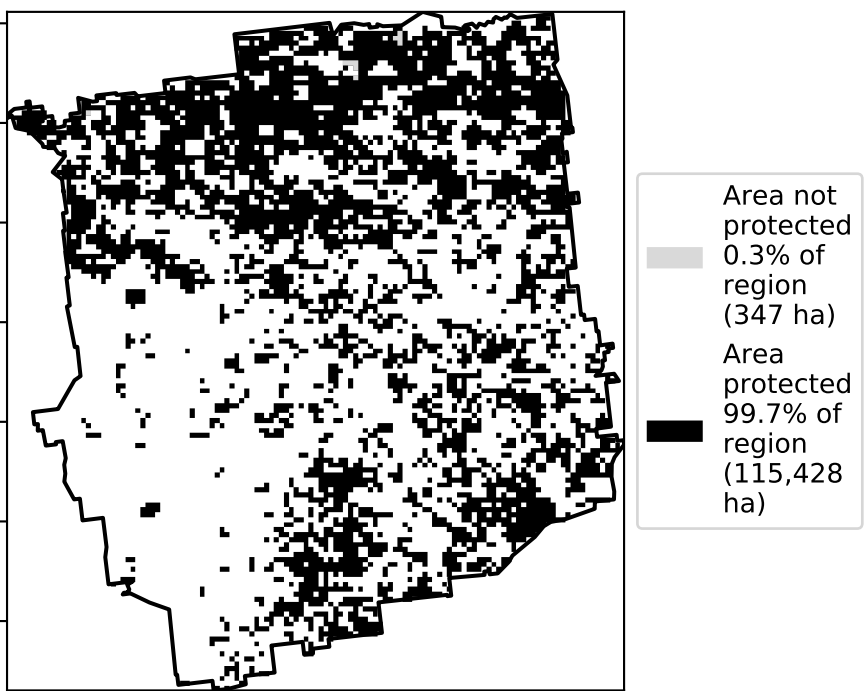 Area not
protected
0.3% of
region
(347 ha)
Area
protected
99.7% of
region
(115,428
ha)